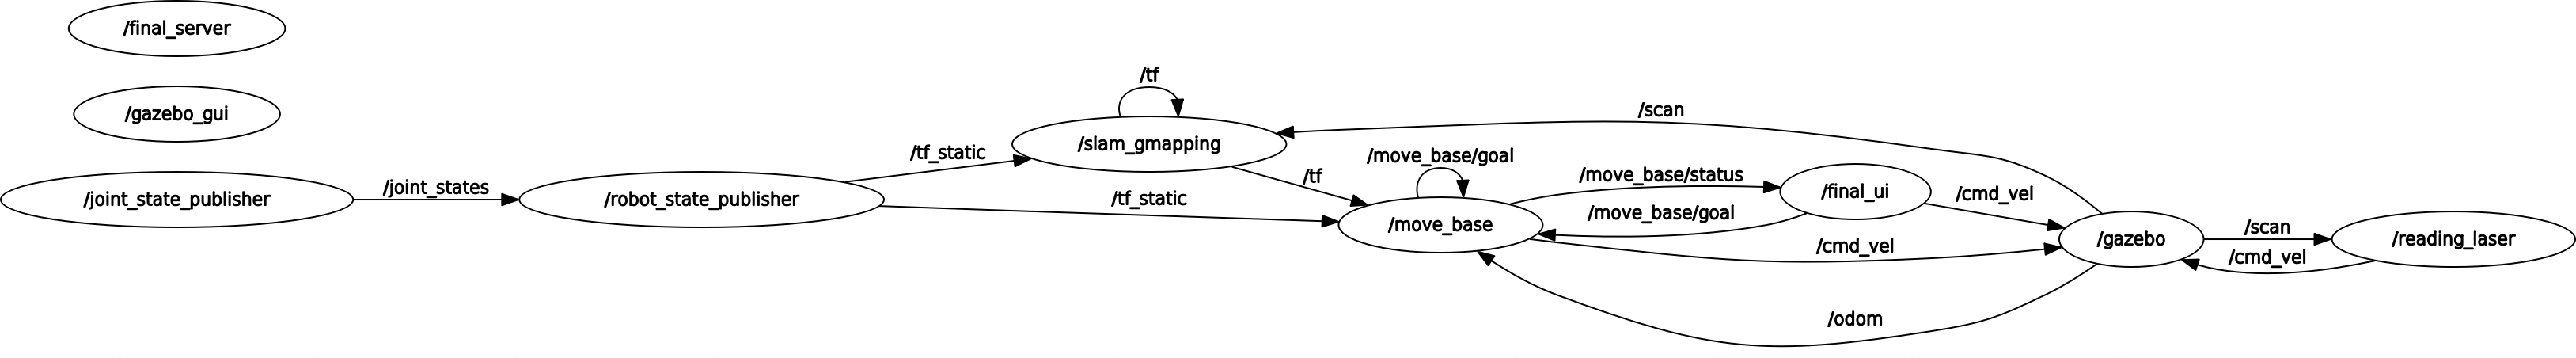 /final_server
/gazebo_gui
/joint_state_publisher
/joint_states
/robot_state_publisher
/tf_static
/tf_static
/tf
/slam_gmapping
/tf
/scan
/move_base/goal
/move_base
/move_base/status
/move_base/goal
/final_ui
/cmd_vel
/cmd_vel
/odom
/gazebo
/scan
/cmd_vel
/reading_laser